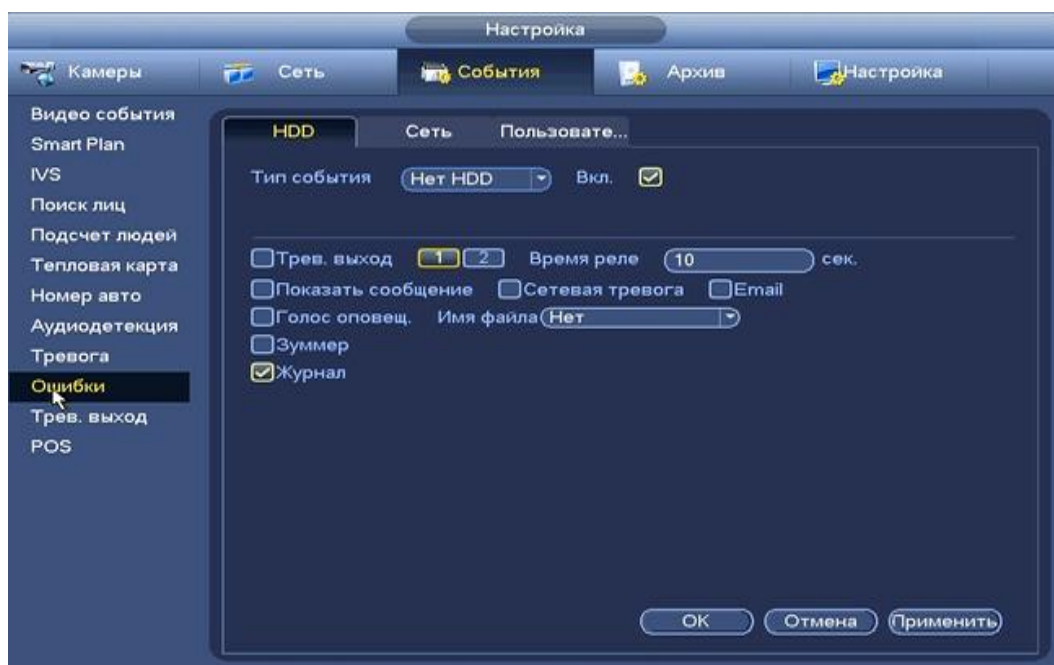 Настройка
Камеры Сеть События Архив Настройка
Видео события
Smart Plan
IVS
Поиск лиц
Подсчет людей
Тепловая карта
Номер авто
Аудиодетекция
Тревога
Ошибки
Трев. выход
POS
HDD Сеть Пользовате...
Тип события Нет HDD Вкл.
Трев. выход 1 2 Время реле 10 сек.
Показать сообщение Сетевая тревога Email
Голос оповещ. Имя файла Нет
Зуммер
Журнал
OK Отмена Применить